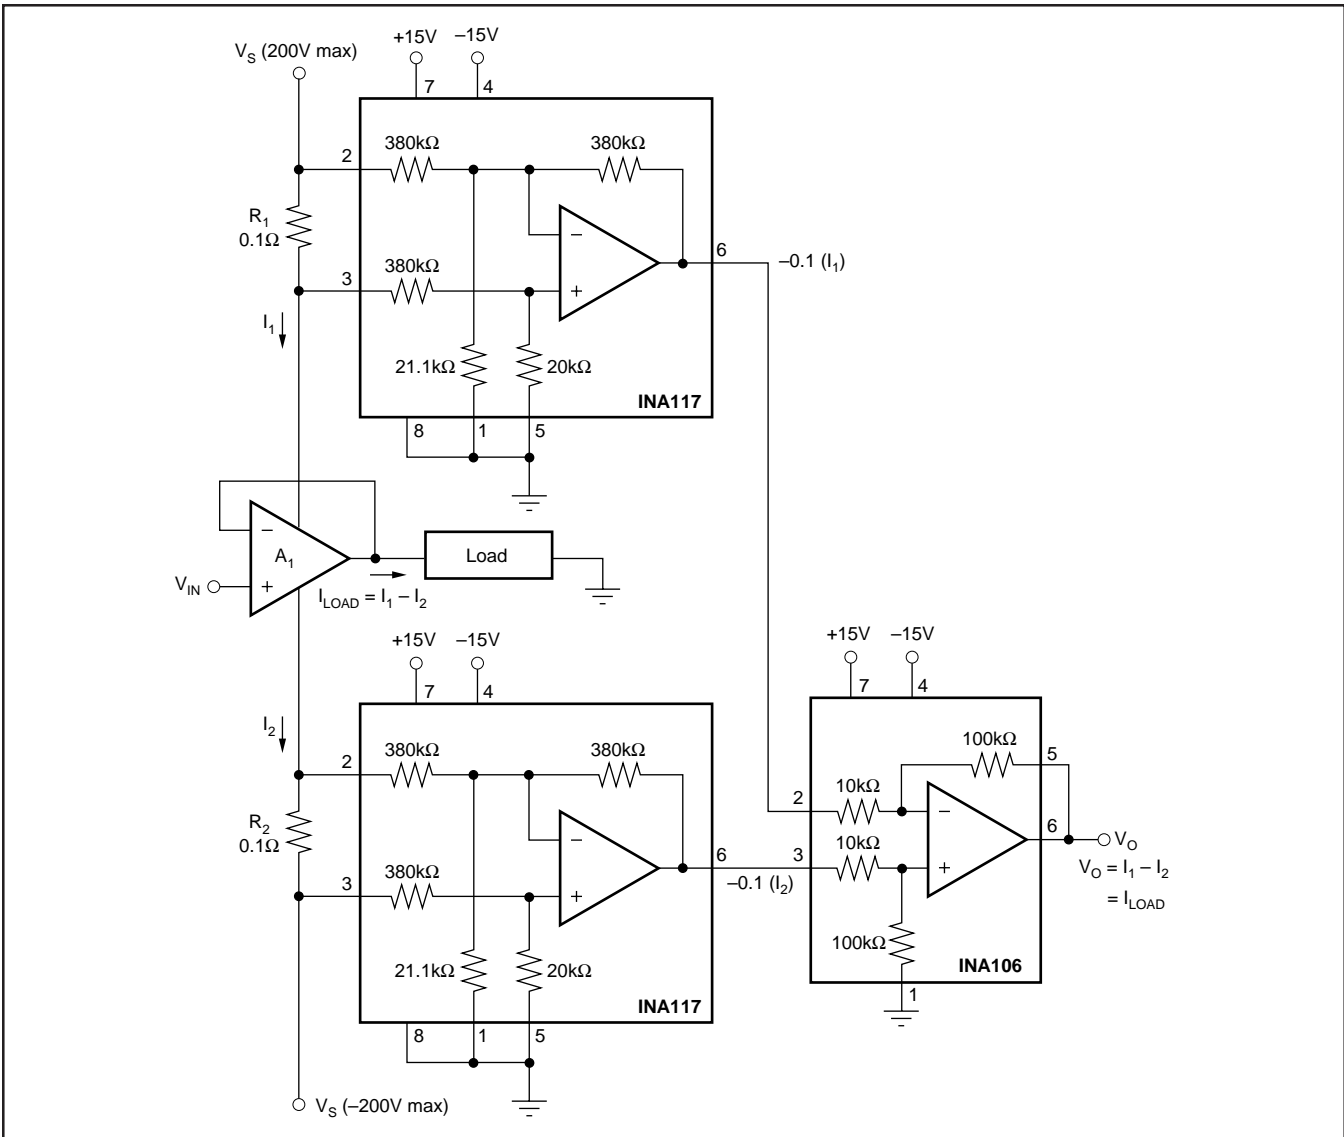 V_S (200V max)
+15V
–15V
7
4
2
380kΩ
380kΩ
R_1
0.1Ω
3
380kΩ
–
+
6
–0.1 (I_1)
I_1
21.1kΩ
20kΩ
INA117
8
1
5
–
A_1
+
V_IN
Load
I_LOAD = I_1 – I_2
+15V
–15V
7
4
I_2
2
380kΩ
380kΩ
R_2
0.1Ω
3
380kΩ
–
+
6
–0.1 (I_2)
21.1kΩ
20kΩ
INA117
8
1
5
V_S (–200V max)
+15V
–15V
7
4
100kΩ
5
2
10kΩ
–
3
10kΩ
+
6
V_O
V_O = I_1 – I_2
= I_LOAD
100kΩ
INA106
1